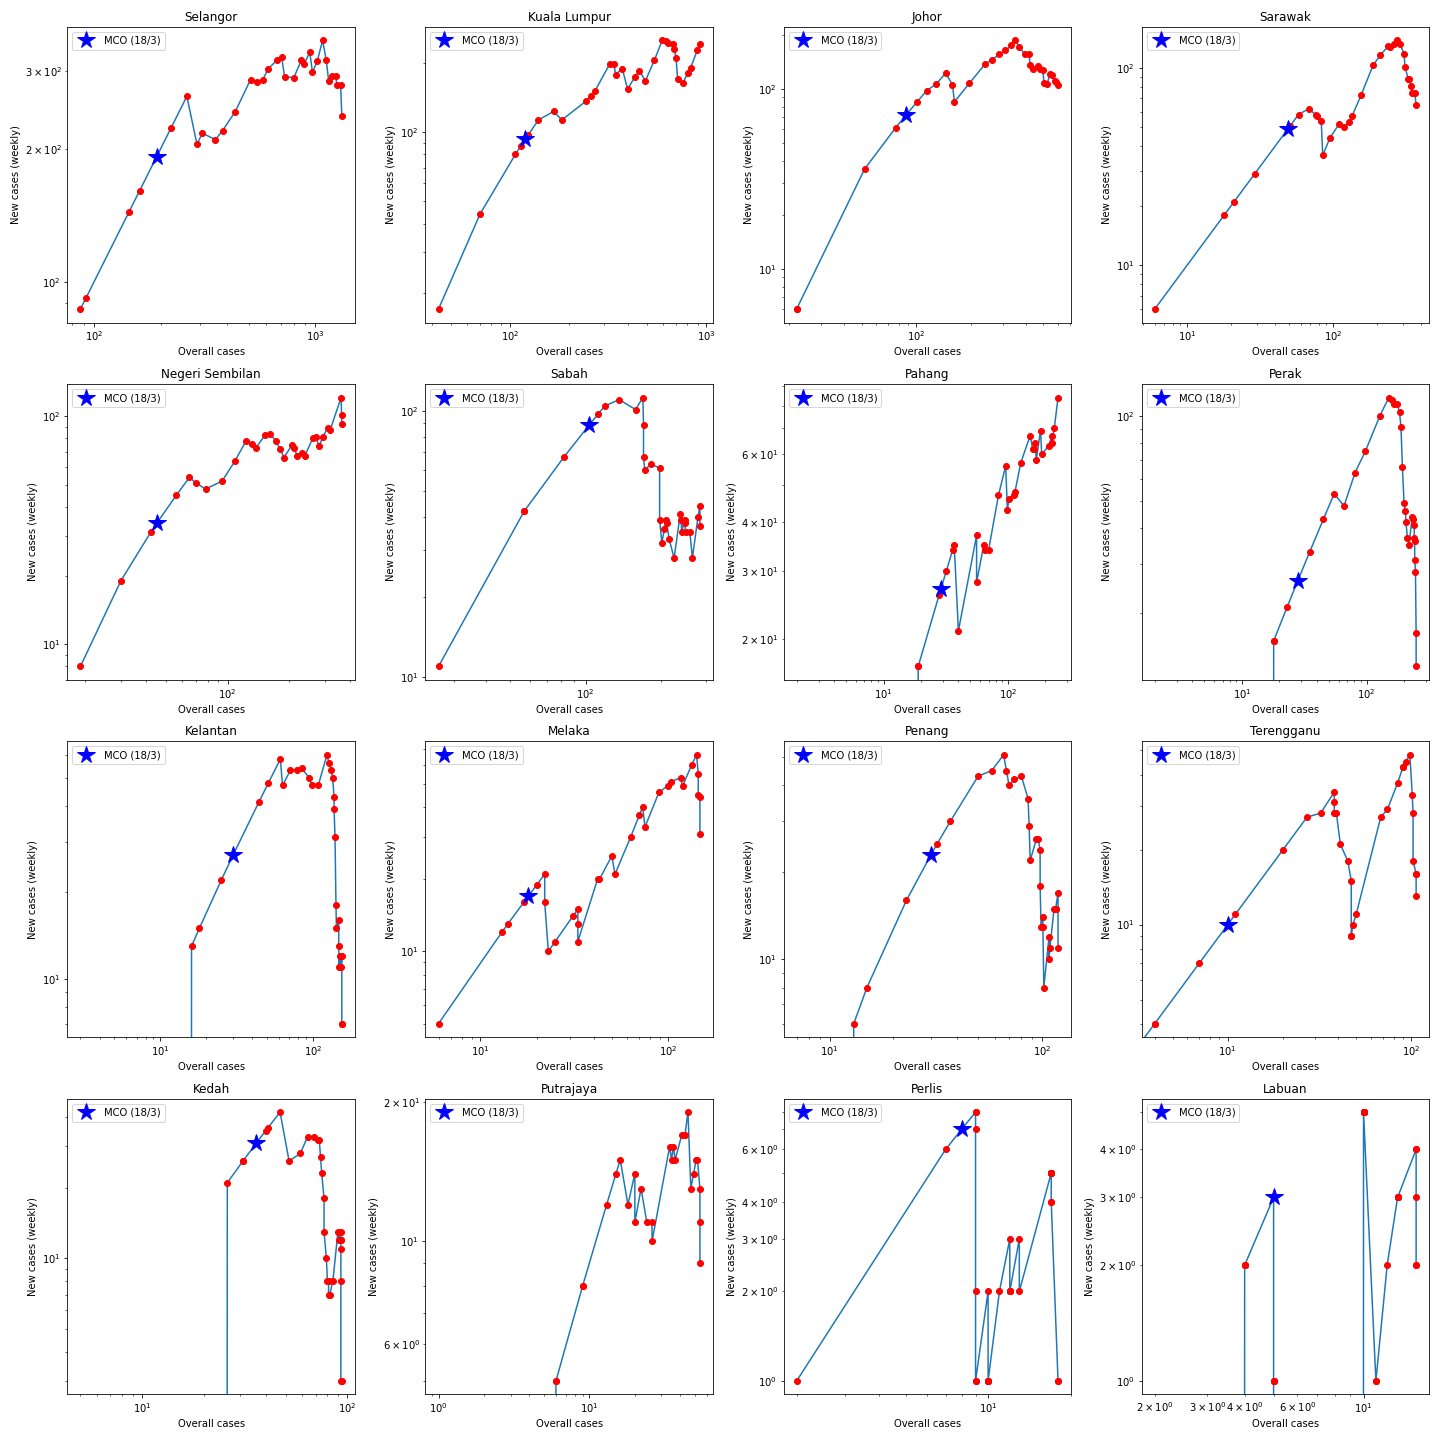 Selangor
MCO (18/3)
3 × 10²
2 × 10²
10²
New cases (weekly)
10² 10³
Overall cases
Kuala Lumpur
MCO (18/3)
10²
New cases (weekly)
10² 10³
Overall cases
Johor
MCO (18/3)
10²
10¹
New cases (weekly)
10²
Overall cases
Sarawak
MCO (18/3)
10²
10¹
New cases (weekly)
10¹ 10²
Overall cases
Negeri Sembilan
MCO (18/3)
10²
10¹
New cases (weekly)
10²
Overall cases
Sabah
MCO (18/3)
10²
10¹
New cases (weekly)
10²
Overall cases
Pahang
MCO (18/3)
6 × 10¹
4 × 10¹
3 × 10¹
2 × 10¹
New cases (weekly)
10¹ 10²
Overall cases
Perak
MCO (18/3)
10²
New cases (weekly)
10¹ 10²
Overall cases
Kelantan
MCO (18/3)
10¹
New cases (weekly)
10¹ 10²
Overall cases
Melaka
MCO (18/3)
10¹
New cases (weekly)
10¹ 10²
Overall cases
Penang
MCO (18/3)
10¹
New cases (weekly)
10¹ 10²
Overall cases
Terengganu
MCO (18/3)
10¹
New cases (weekly)
10¹ 10²
Overall cases
Kedah
MCO (18/3)
10¹
New cases (weekly)
10¹ 10²
Overall cases
Putrajaya
MCO (18/3)
2 × 10¹
10¹
6 × 10⁰
New cases (weekly)
10⁰ 10¹
Overall cases
Perlis
MCO (18/3)
6 × 10⁰
4 × 10⁰
3 × 10⁰
2 × 10⁰
10⁰
New cases (weekly)
10¹
Overall cases
Labuan
MCO (18/3)
4 × 10⁰
3 × 10⁰
2 × 10⁰
10⁰
New cases (weekly)
2 × 10⁰ 3 × 10⁰ 4 × 10⁰ 6 × 10⁰ 10¹
Overall cases